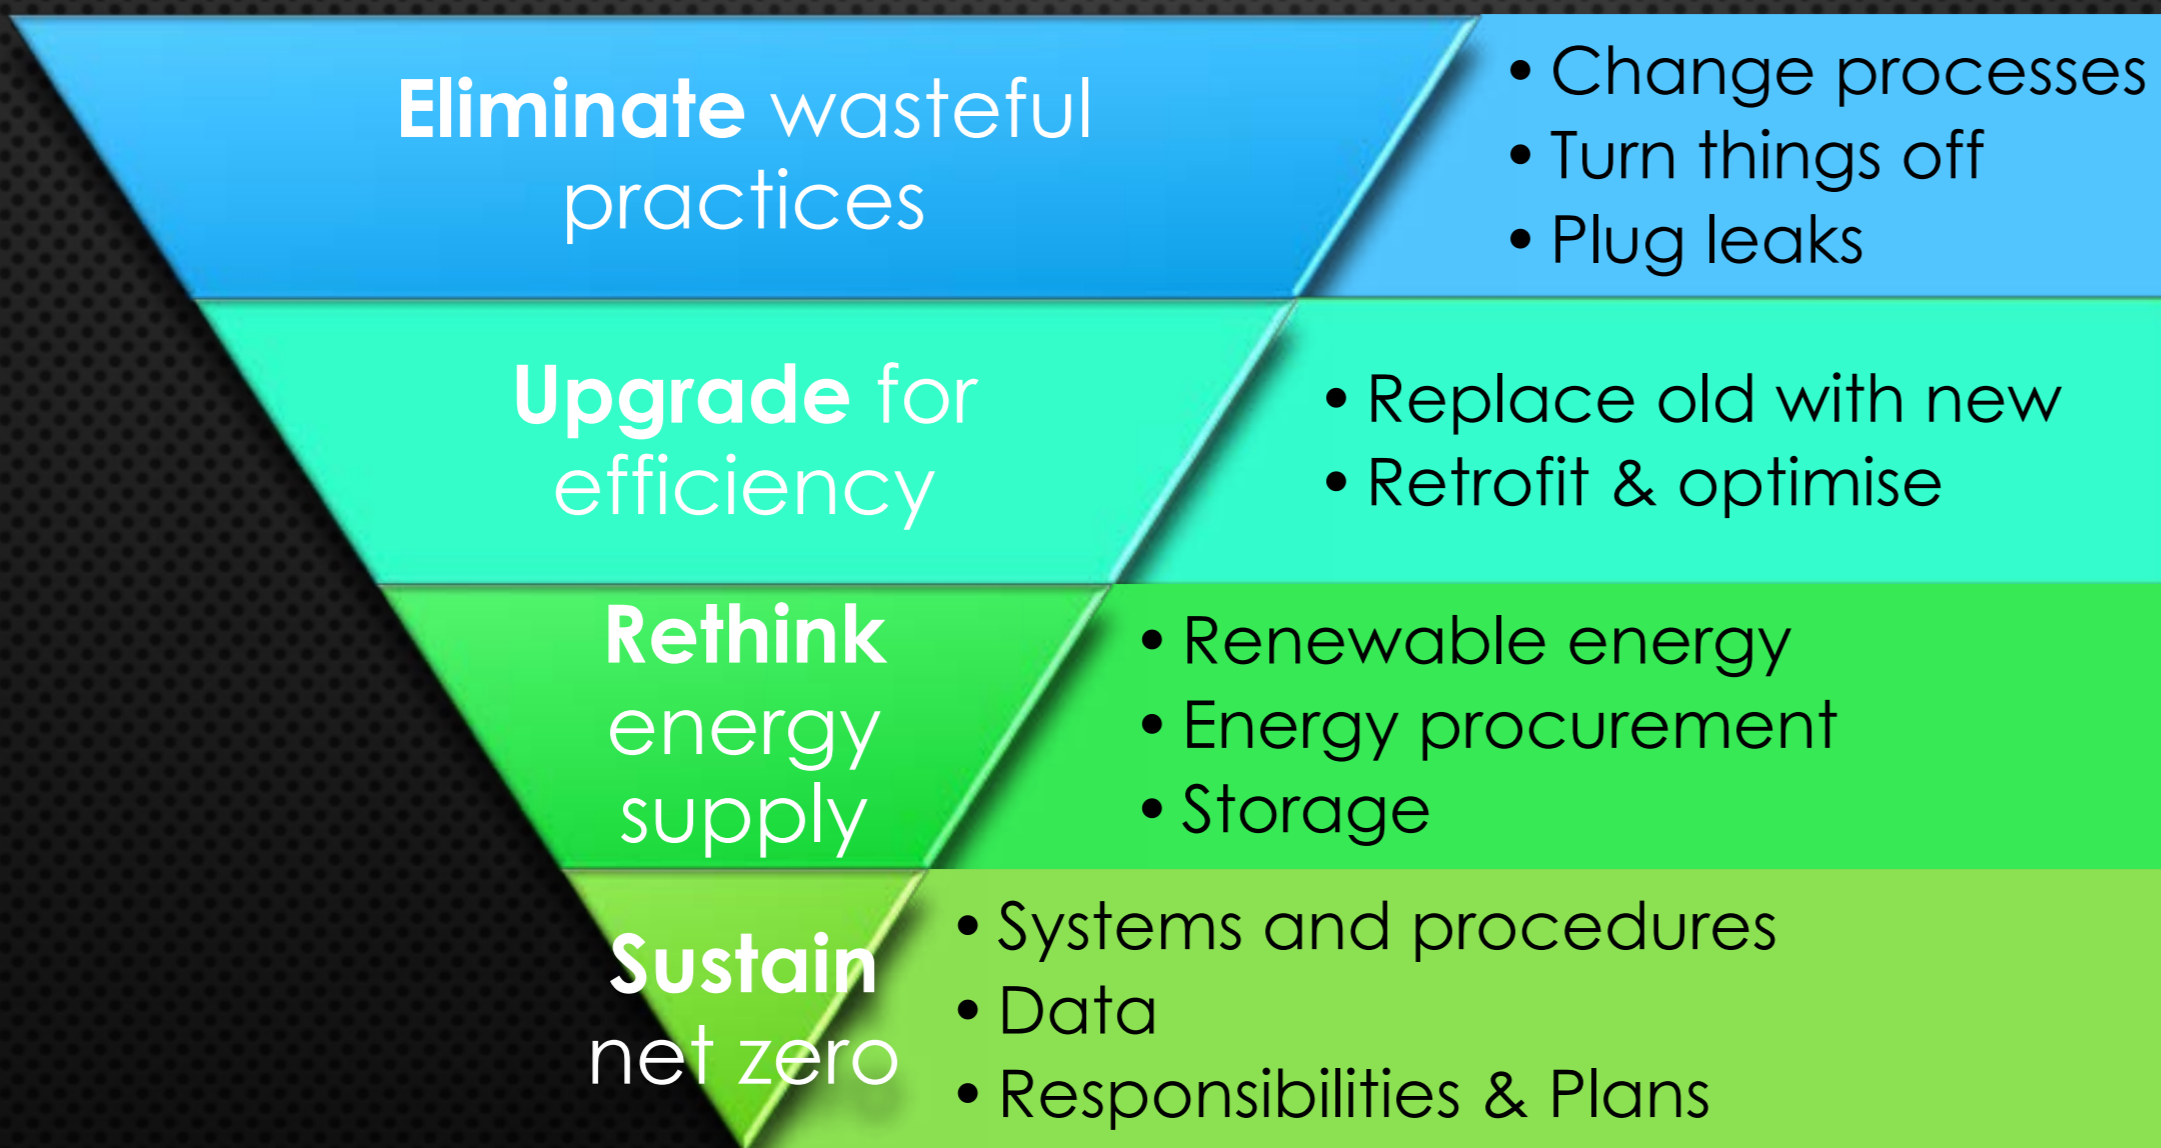 Eliminate wasteful
practices
• Change processes
• Turn things off
• Plug leaks
Upgrade for
efficiency
• Replace old with new
• Retrofit & optimise
Rethink
energy
supply
• Renewable energy
• Energy procurement
• Storage
Sustain
net zero
• Systems and procedures
• Data
• Responsibilities & Plans